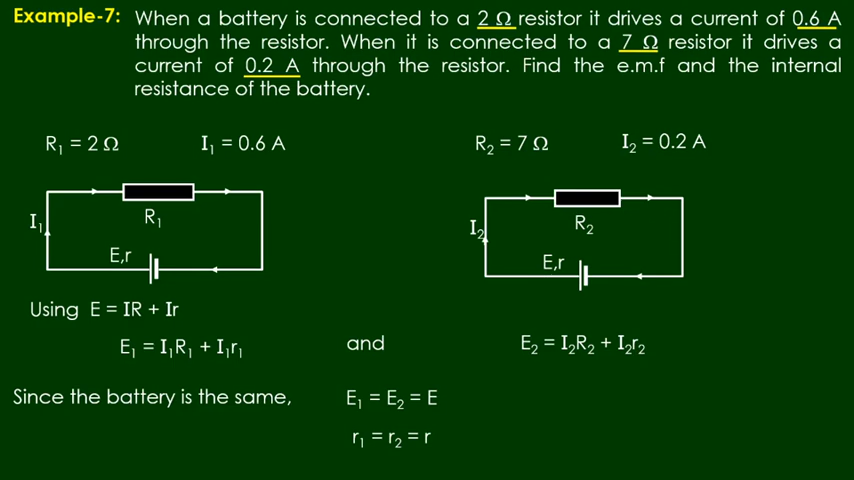 Example-7: When a battery is connected to a 2 Ω resistor it drives a current of 0.6 A
through the resistor. When it is connected to a 7 Ω resistor it drives a
current of 0.2 A through the resistor. Find the e.m.f and the internal
resistance of the battery.
R₁ = 2 Ω I₁ = 0.6 A R₂ = 7 Ω I₂ = 0.2 A
I₁ R₁ I₂ R₂
E,r E,r
Using E = IR + Ir
E₁ = I₁R₁ + I₁r₁ and E₂ = I₂R₂ + I₂r₂
Since the battery is the same, E₁ = E₂ = E
r₁ = r₂ = r